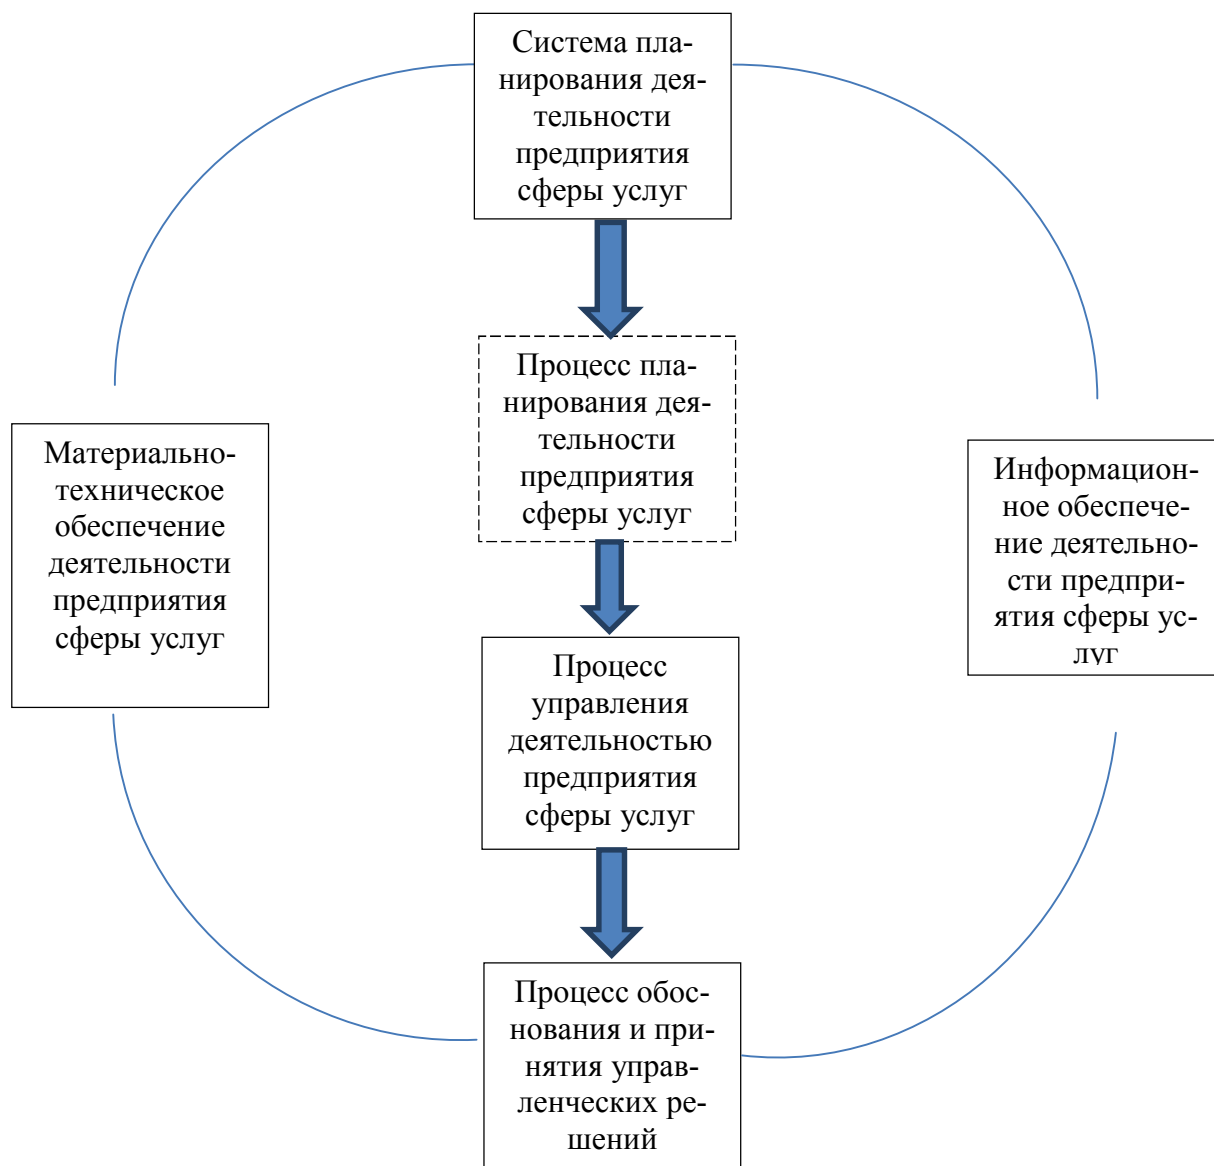 Система пла-
нирования дея-
тельности
предприятия
сферы услуг
Процесс пла-
нирования дея-
тельности
предприятия
сферы услуг
Материально-
техническое
обеспечение
деятельности
предприятия
сферы услуг
Информацион-
ное обеспече-
ние деятельно-
сти предпри-
ятия сферы ус-
луг
Процесс
управления
деятельностью
предприятия
сферы услуг
Процесс обос-
нования и при-
нятия управ-
ленческих ре-
шений